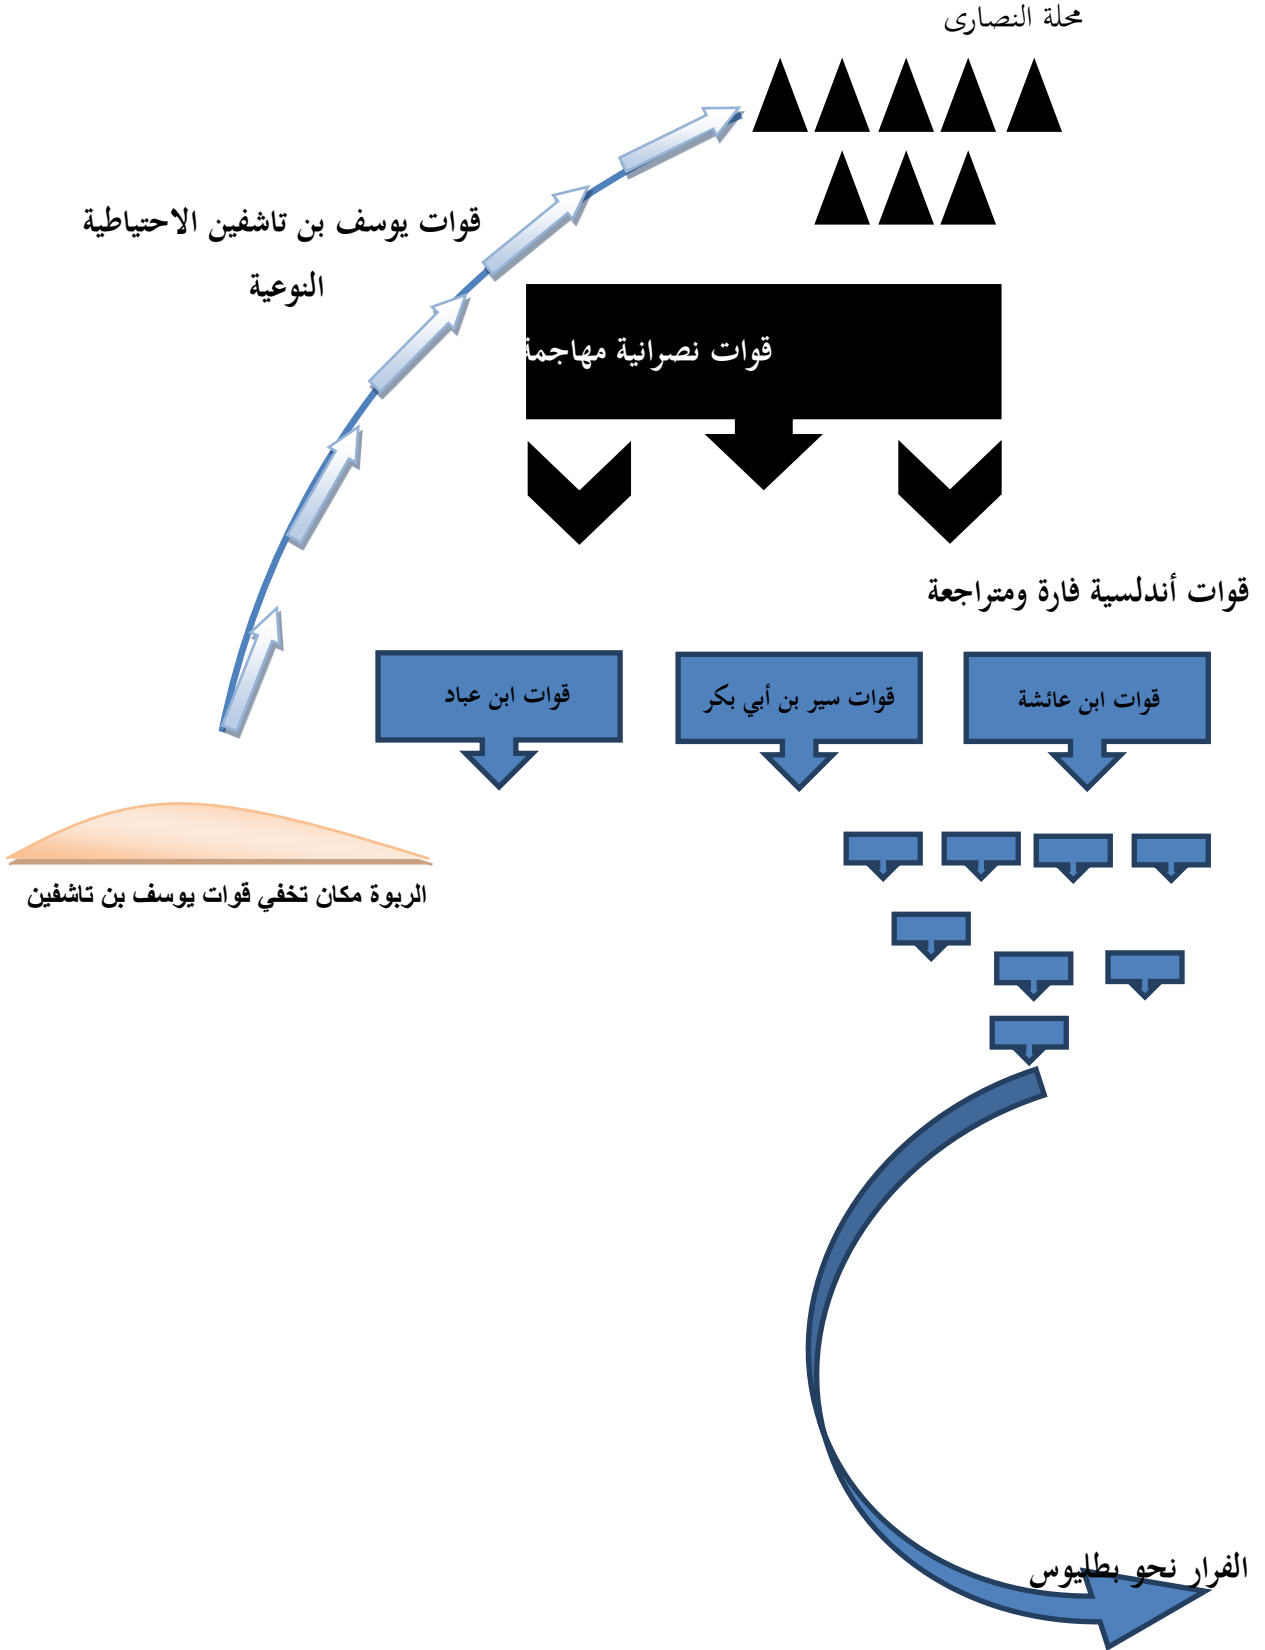 محلة النصارى
قوات يوسف بن تاشفين الاحتياطية
النوعية
قوات نصرانية مهاجمة
قوات أندلسية فارة ومتراجعة
قوات ابن عائشة
قوات سير بن أبي بكر
قوات ابن عباد
الربوة مكان تخفي قوات يوسف بن تاشفين
الفرار نحو بطليوس